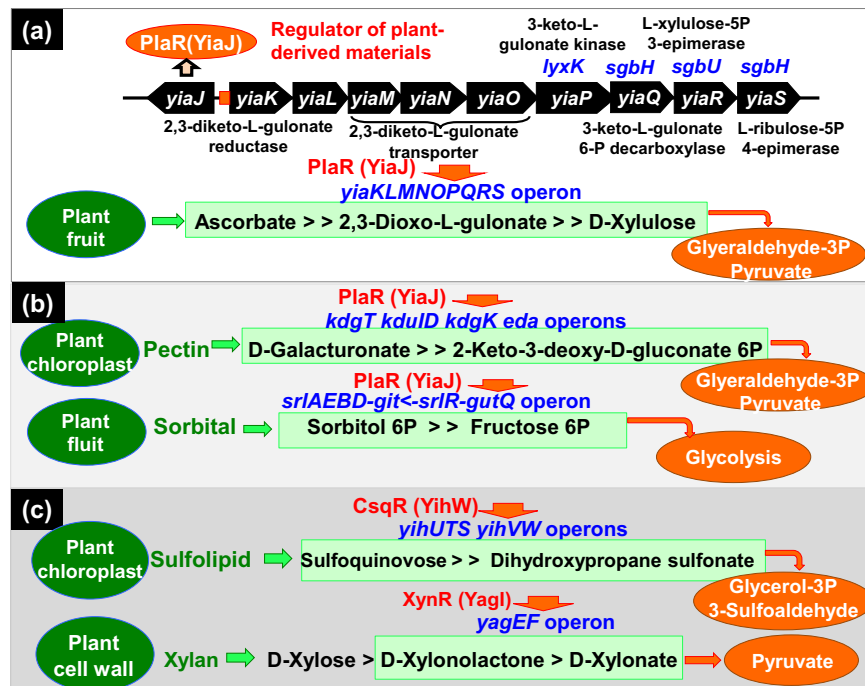 (a)
PlaR(YiaJ)
Regulator of plant-
derived materials
3-keto-L-
gulonate kinase
L-xylulose-5P
3-epimerase
lyxK sgbH sgbU sgbH
yiaJ yiaK yiaL yiaM yiaN yiaO yiaP yiaQ yiaR yiaS
2,3-diketo-L-gulonate
reductase
2,3-diketo-L-gulonate
transporter
3-keto-L-gulonate
6-P decarboxylase
L-ribulose-5P
4-epimerase
PlaR (YiaJ)
yiaKLMNOPQRS operon
Plant
fruit
Ascorbate > > 2,3-Dioxo-L-gulonate > > D-Xylulose
Glyeraldehyde-3P
Pyruvate
(b)
PlaR (YiaJ)
kdgT kduID kdgK eda operons
Plant
chloroplast
Pectin
D-Galacturonate > > 2-Keto-3-deoxy-D-gluconate 6P
Glyeraldehyde-3P
Pyruvate
PlaR (YiaJ)
srlAEBD-git<-srlR-gutQ operon
Plant
fluit
Sorbital
Sorbitol 6P > > Fructose 6P
Glycolysis
(c)
CsqR (YihW)
yihUTS yihVW operons
Plant
chloroplast
Sulfolipid
Sulfoquinovose > > Dihydroxypropane sulfonate
Glycerol-3P
3-Sulfoaldehyde
XynR (YagI)
yagEF operon
Plant
cell wall
Xylan
D-Xylose > D-Xylonolactone > D-Xylonate
Pyruvate